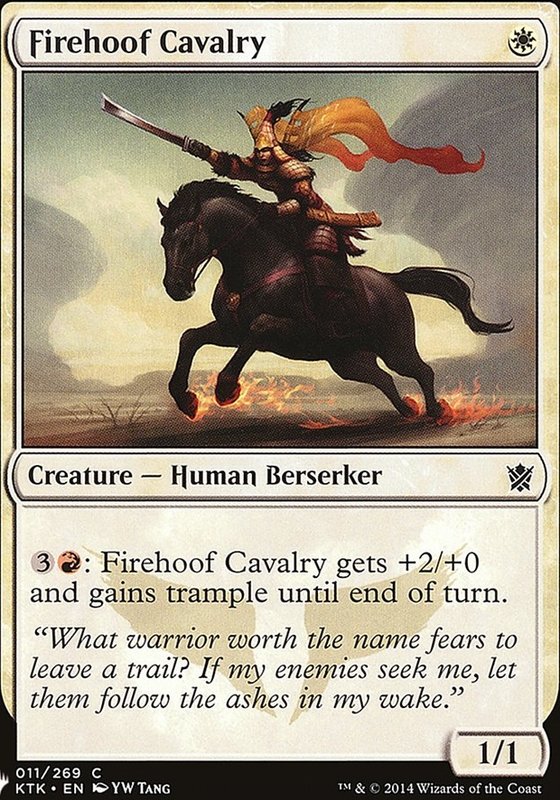 Firehoof Cavalry
Creature — Human Berserker
3: Firehoof Cavalry gets +2/+0
and gains trample until end of turn.
“What warrior worth the name fears to
leave a trail? If my enemies seek me, let
them follow the ashes in my wake.”
1/1
011/269 C
KTK • EN YW Tang
™ & © 2014 Wizards of the Coast